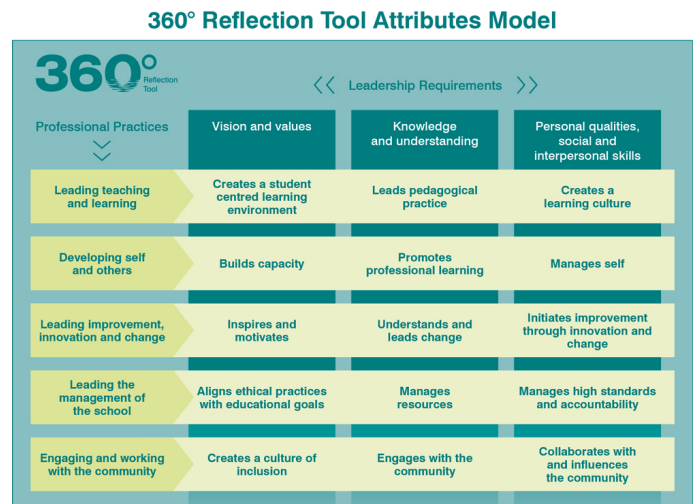 360° Reflection Tool Attributes Model
360°
Reflection
Tool
Leadership Requirements
Professional Practices
Vision and values
Knowledge
and understanding
Personal qualities,
social and
interpersonal skills
Leading teaching
and learning
Creates a student
centred learning
environment
Leads pedagogical
practice
Creates a
learning culture
Developing self
and others
Builds capacity
Promotes
professional learning
Manages self
Leading improvement,
innovation and change
Inspires and
motivates
Understands and
leads change
Initiates improvement
through innovation and
change
Leading the
management of
the school
Aligns ethical practices
with educational goals
Manages
resources
Manages high standards
and accountability
Engaging and working
with the community
Creates a culture of
inclusion
Engages with the
community
Collaborates with
and influences
the community